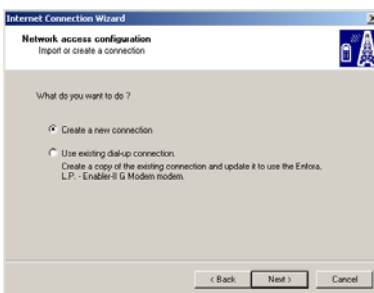 Internet Connection Wizard
Network access configuration
Import or create a connection
What do you want to do ?
Create a new connection
Use existing dial-up connection.
Create a copy of the existing connection and update it to use the Enfora,
L.P. - Enabler-II G Modem modem.
< Back
Next >
Cancel